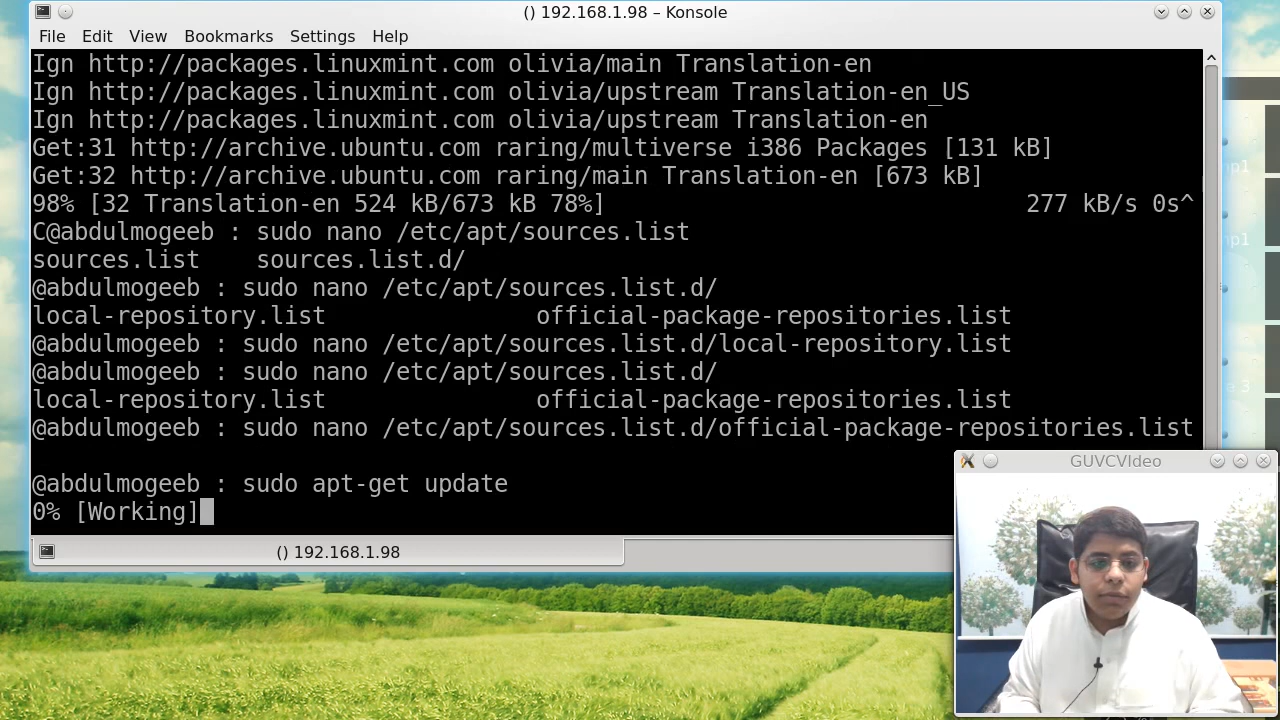 () 192.168.1.98 – Konsole
File Edit View Bookmarks Settings Help
Ign http://packages.linuxmint.com olivia/main Translation-en
Ign http://packages.linuxmint.com olivia/upstream Translation-en_US
Ign http://packages.linuxmint.com olivia/upstream Translation-en
Get:31 http://archive.ubuntu.com raring/multiverse i386 Packages [131 kB]
Get:32 http://archive.ubuntu.com raring/main Translation-en [673 kB]
98% [32 Translation-en 524 kB/673 kB 78%] 277 kB/s 0s^
C@abdulmogeeb : sudo nano /etc/apt/sources.list
sources.list sources.list.d/
@abdulmogeeb : sudo nano /etc/apt/sources.list.d/
local-repository.list official-package-repositories.list
@abdulmogeeb : sudo nano /etc/apt/sources.list.d/local-repository.list
@abdulmogeeb : sudo nano /etc/apt/sources.list.d/
local-repository.list official-package-repositories.list
@abdulmogeeb : sudo nano /etc/apt/sources.list.d/official-package-repositories.list
@abdulmogeeb : sudo apt-get update
0% [Working]
() 192.168.1.98
GUVCVIdeo